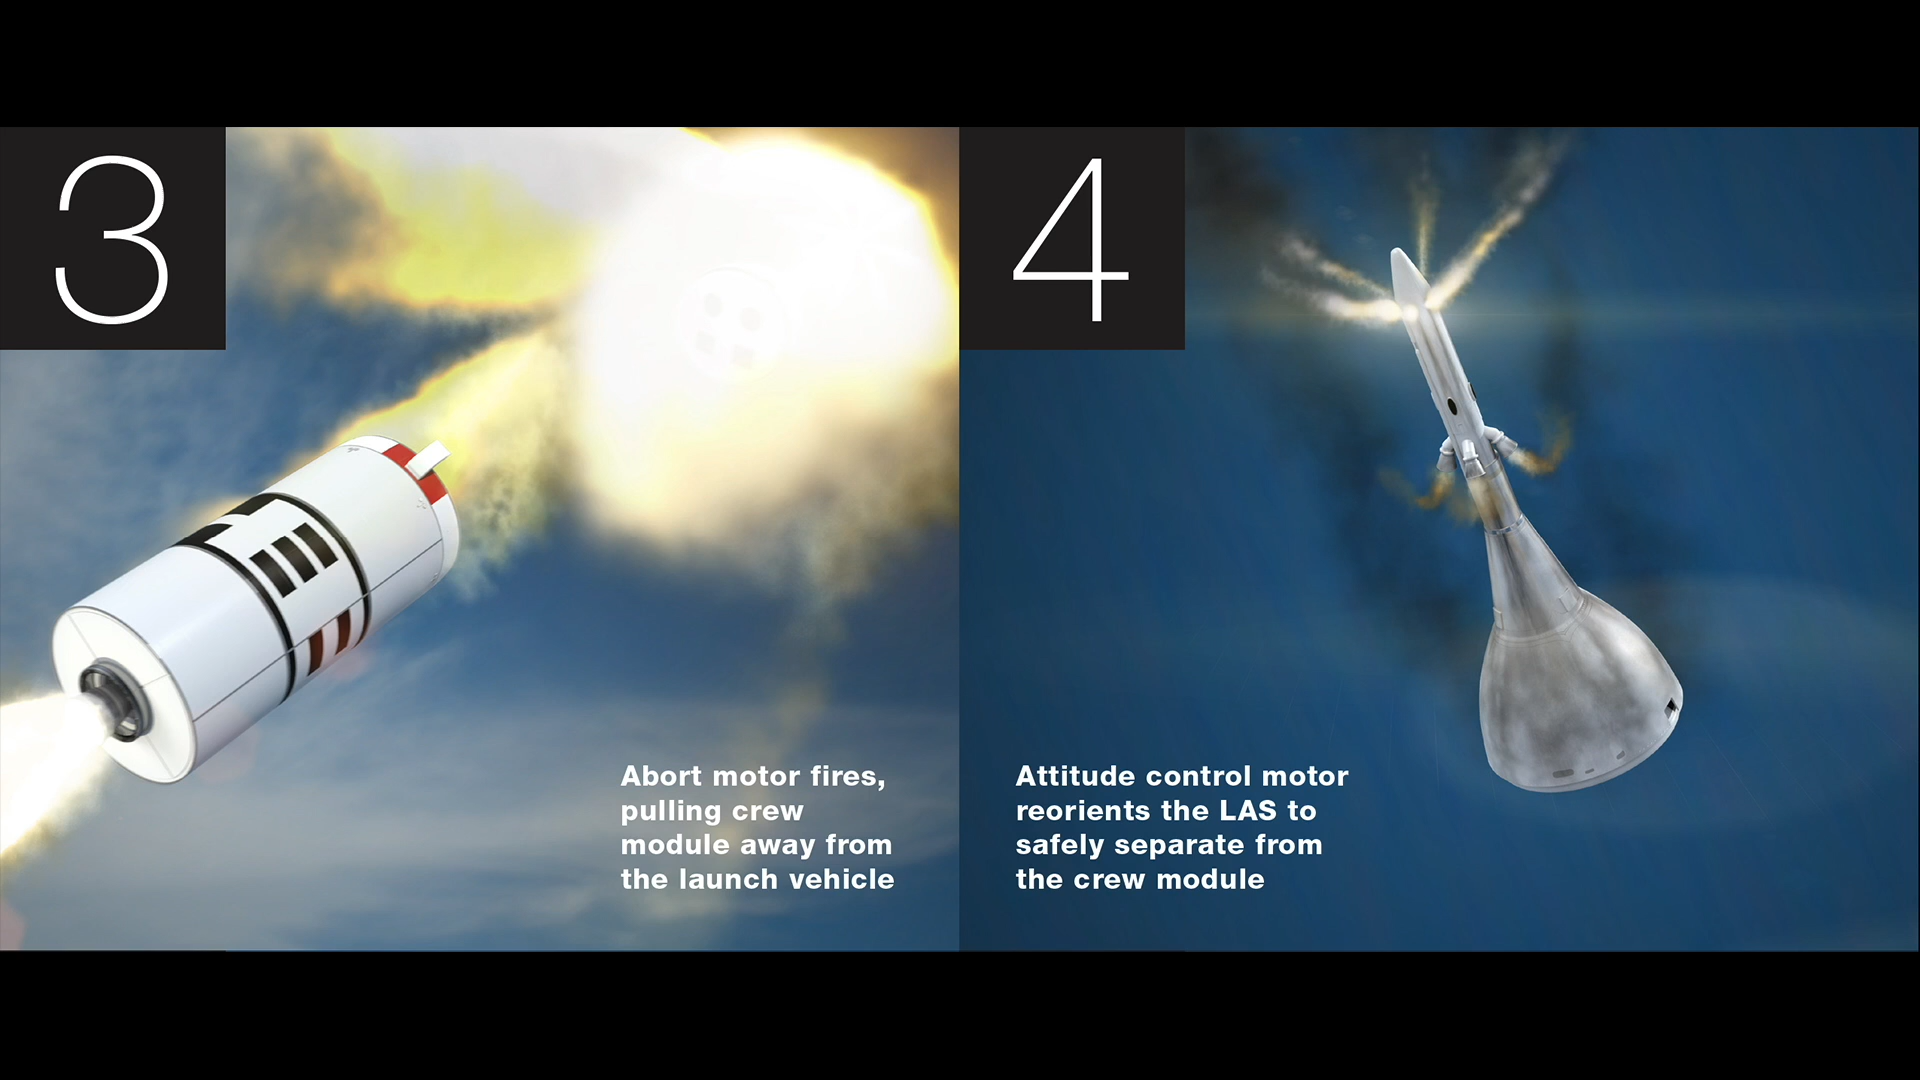 3
Abort motor fires,
pulling crew
module away from
the launch vehicle
4
Attitude control motor
reorients the LAS to
safely separate from
the crew module